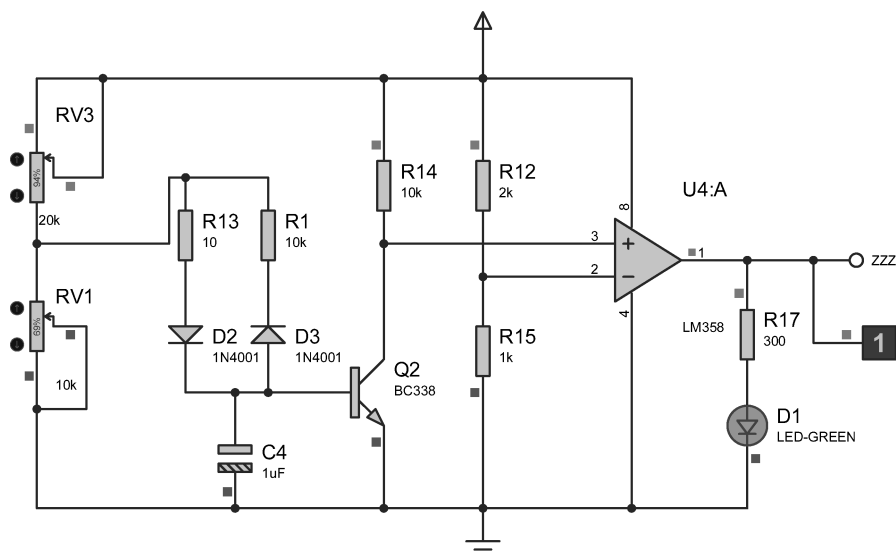 RV3
94%
20k
R13
10
R1
10k
R14
10k
R12
2k
U4:A
8
3
2
1
4
ZZZ
LM358
RV1
69%
10k
D2
1N4001
D3
1N4001
Q2
BC338
R15
1k
R17
300
1
C4
1uF
D1
LED-GREEN